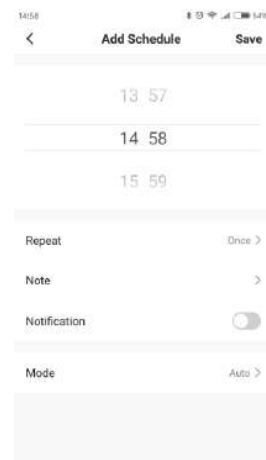 14:58
< Add Schedule Save
13 57
14 58
15 59
Repeat Once >
Note >
Notification
Mode Auto >